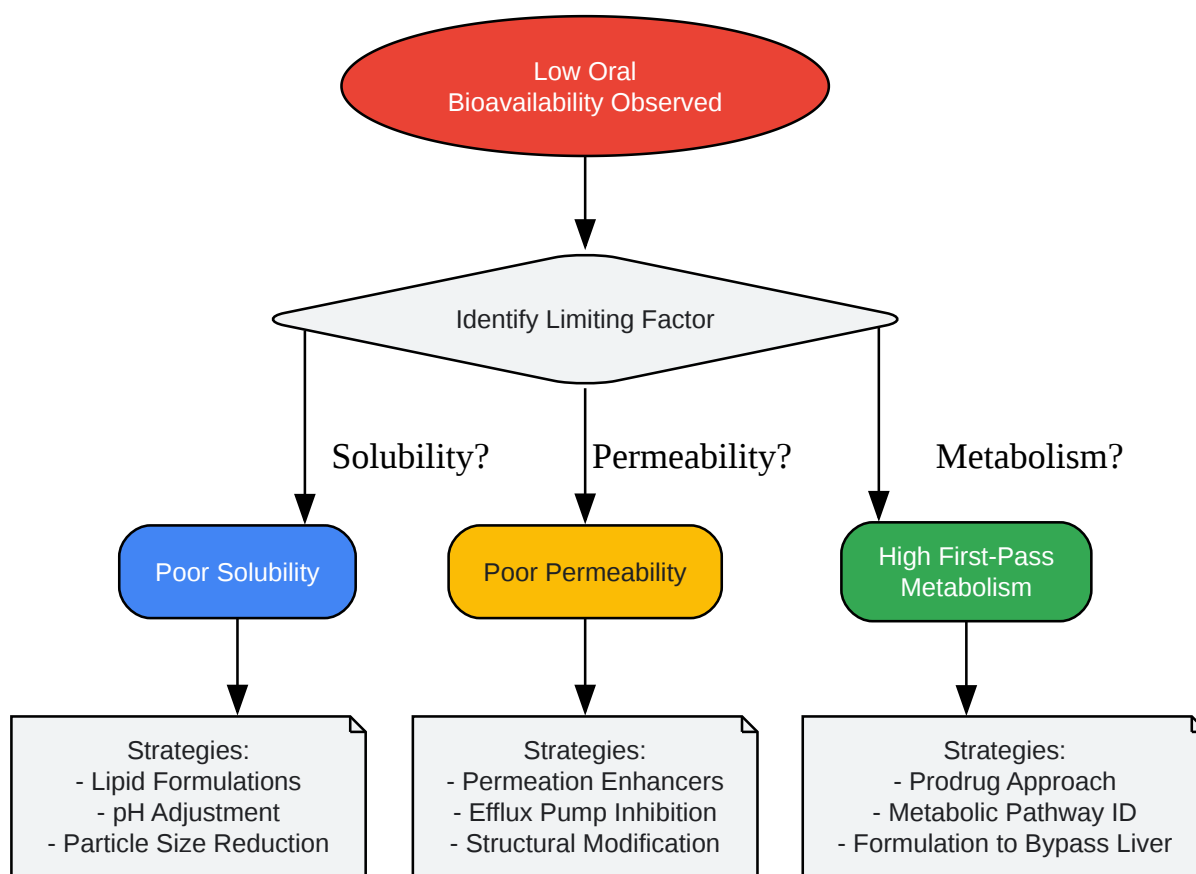 Low Oral
Bioavailability Observed
Identify Limiting Factor
Solubility?
Permeability?
Metabolism?
Poor Solubility
Poor Permeability
High First-Pass
Metabolism
Strategies:
- Lipid Formulations
- pH Adjustment
- Particle Size Reduction
Strategies:
- Permeation Enhancers
- Efflux Pump Inhibition
- Structural Modification
Strategies:
- Prodrug Approach
- Metabolic Pathway ID
- Formulation to Bypass Liver